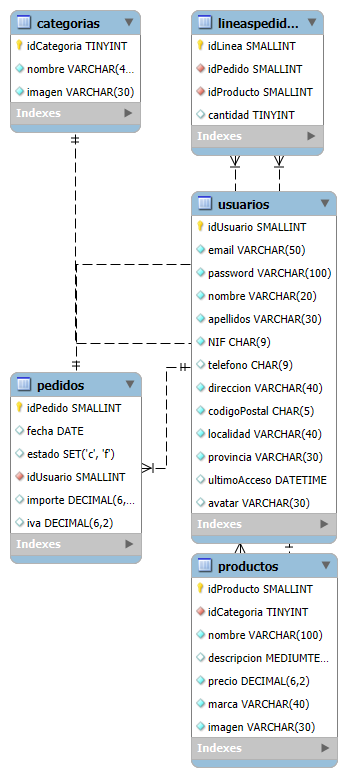 categorias
idCategoria TINYINT
nombre VARCHAR(4...
imagen VARCHAR(30)
Indexes
lineaspedid...
idLinea SMALLINT
idPedido SMALLINT
idProducto SMALLINT
cantidad TINYINT
Indexes
usuarios
idUsuario SMALLINT
email VARCHAR(50)
password VARCHAR(100)
nombre VARCHAR(20)
apellidos VARCHAR(30)
NIF CHAR(9)
telefono CHAR(9)
direccion VARCHAR(40)
codigoPostal CHAR(5)
localidad VARCHAR(40)
provincia VARCHAR(30)
ultimoAcceso DATETIME
avatar VARCHAR(30)
Indexes
pedidos
idPedido SMALLINT
fecha DATE
estado SET('c', 'f')
idUsuario SMALLINT
importe DECIMAL(6,...
iva DECIMAL(6,2)
Indexes
productos
idProducto SMALLINT
idCategoria TINYINT
nombre VARCHAR(100)
descripcion MEDIUMTE...
precio DECIMAL(6,2)
marca VARCHAR(40)
imagen VARCHAR(30)
Indexes